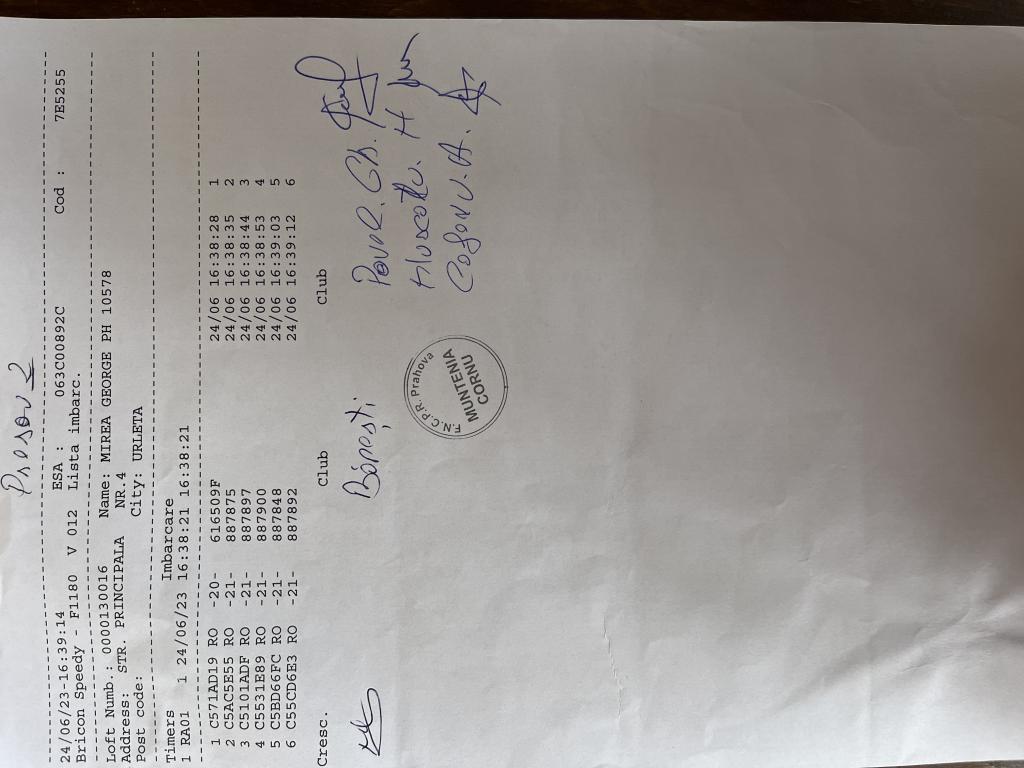 Presov 2
24/06/23-16:39:14 ESA : 063C00892C Cod : 7E5255
Bricon Speedy - F1180 V 012 Lista imbarc.
Loft Numb.: 0000130016 Name: MIREA GEORGE PH 10578
Address: STR. PRINCIPALA NR.4
Post code: City: URLETA
Timers Imbarcare
1 RA01 1 24/06/23 16:38:21 16:38:21
1 C571AD19 RO -20- 616509F 24/06 16:38:28 1
2 C5AC5E55 RO -21- 887875 24/06 16:38:35 2
3 C5101ADF RO -21- 887897 24/06 16:38:44 3
4 C5531E89 RO -21- 887900 24/06 16:38:53 4
5 C5BD66FC RO -21- 887848 24/06 16:39:03 5
6 C55CD6E3 RO -21- 887892 24/06 16:39:12 6
Cresc. Club Club
Bănești
Gh.
A.
F.N.C.P.R. Prahova
MUNTENIA
CORNU